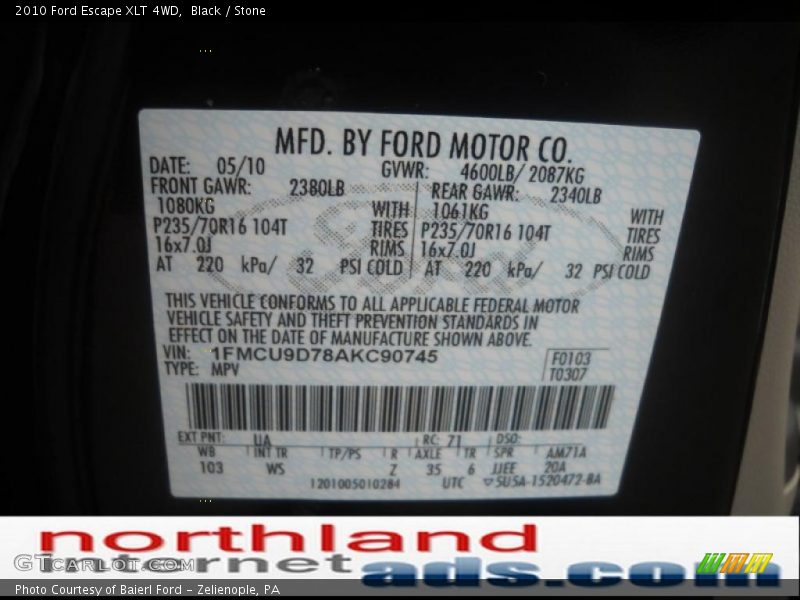 2010 Ford Escape XLT 4WD, Black / Stone
MFD. BY FORD MOTOR CO.
DATE: 05/10 GVWR: 4600LB/ 2087KG
FRONT GAWR: 2380LB REAR GAWR: 2340LB
1080KG WITH 1061KG WITH
P235/70R16 104T TIRES P235/70R16 104T TIRES
16x7.0J RIMS 16x7.0J RIMS
AT 220 kPa/ 32 PSI COLD AT 220 kPa/ 32 PSI COLD
THIS VEHICLE CONFORMS TO ALL APPLICABLE FEDERAL MOTOR
VEHICLE SAFETY AND THEFT PREVENTION STANDARDS IN
EFFECT ON THE DATE OF MANUFACTURE SHOWN ABOVE.
VIN: 1FMCU9D78AKC90745 F0103
TYPE: MPV T0307
EXT PNT: UA RC: 71 DSO:
WB INT TR TP/PS R AXLE TR SPR AM71A
103 WS Z 35 6 JJEE 20A
1201005010284 UTC ▽5U5A-1520472-BA
northland
internet ads.com
GTCarLot.com
Photo Courtesy of Baierl Ford - Zelienople, PA